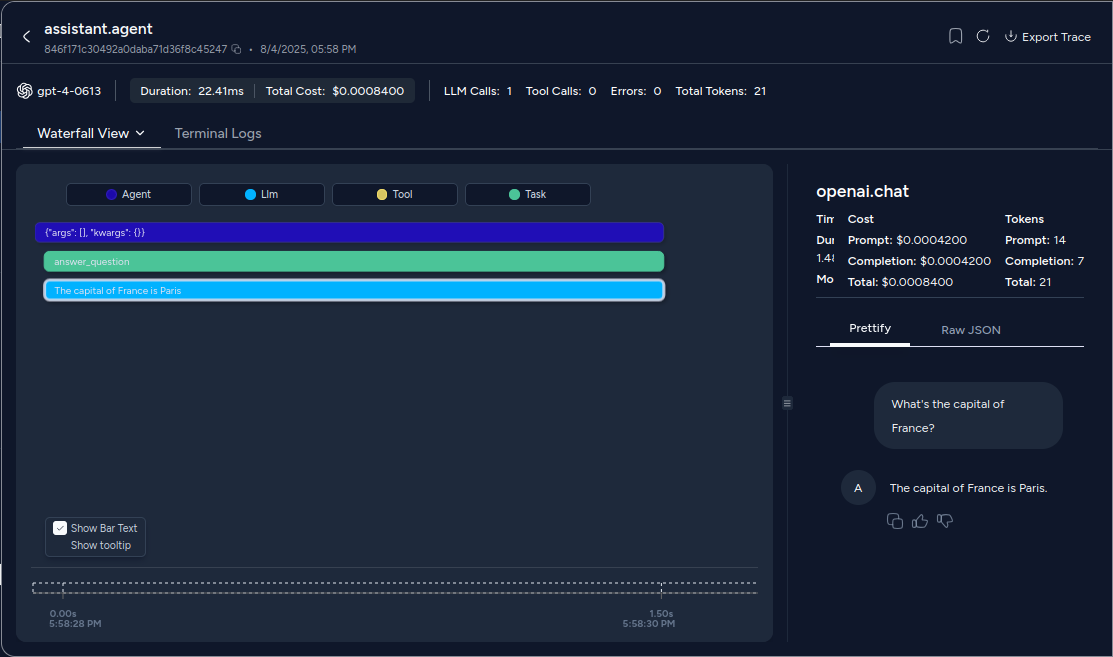 assistant.agent
846f171c30492a0daba71d36f8c45247 • 8/4/2025, 05:58 PM
Export Trace
gpt-4-0613
Duration: 22.41ms
Total Cost: $0.0008400
LLM Calls: 1
Tool Calls: 0
Errors: 0
Total Tokens: 21
Waterfall View
Terminal Logs
Agent
Llm
Tool
Task
{"args": [], "kwargs": {}}
answer_question
The capital of France is Paris
Show Bar Text
Show tooltip
0.00s
5:58:28 PM
1.50s
5:58:30 PM
openai.chat
Cost
Prompt: $0.0004200
Completion: $0.0004200
Total: $0.0008400
Tokens
Prompt: 14
Completion: 7
Total: 21
Prettify
Raw JSON
What's the capital of
France?
A
The capital of France is Paris.